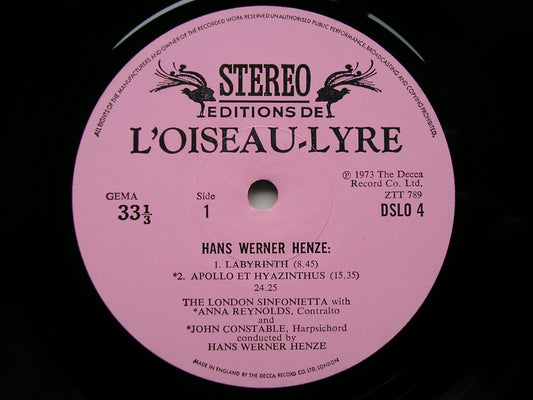 ALL RIGHTS OF THE MANUFACTURERS AND OWNER OF THE RECORDED WORK RESERVED UNAUTHORISED PUBLIC PERFORMANCE, BROADCASTING AND COPYING PROHIBITED
STEREO
EDITIONS DE
L'OISEAU-LYRE
℗ 1973 The Decca
Record Co. Ltd,
GEMA
33⅓
Side
1
ZTT 789
DSLO 4
HANS WERNER HENZE:
1. LABYRINTH (8.45)
*2. APOLLO ET HYAZINTHUS (15.35)
24.25
THE LONDON SINFONIETTA with
*ANNA REYNOLDS, Contralto
and
*JOHN CONSTABLE, Harpsichord
conducted by
HANS WERNER HENZE
MADE IN ENGLAND BY THE DECCA RECORD CO. LTD. LONDON